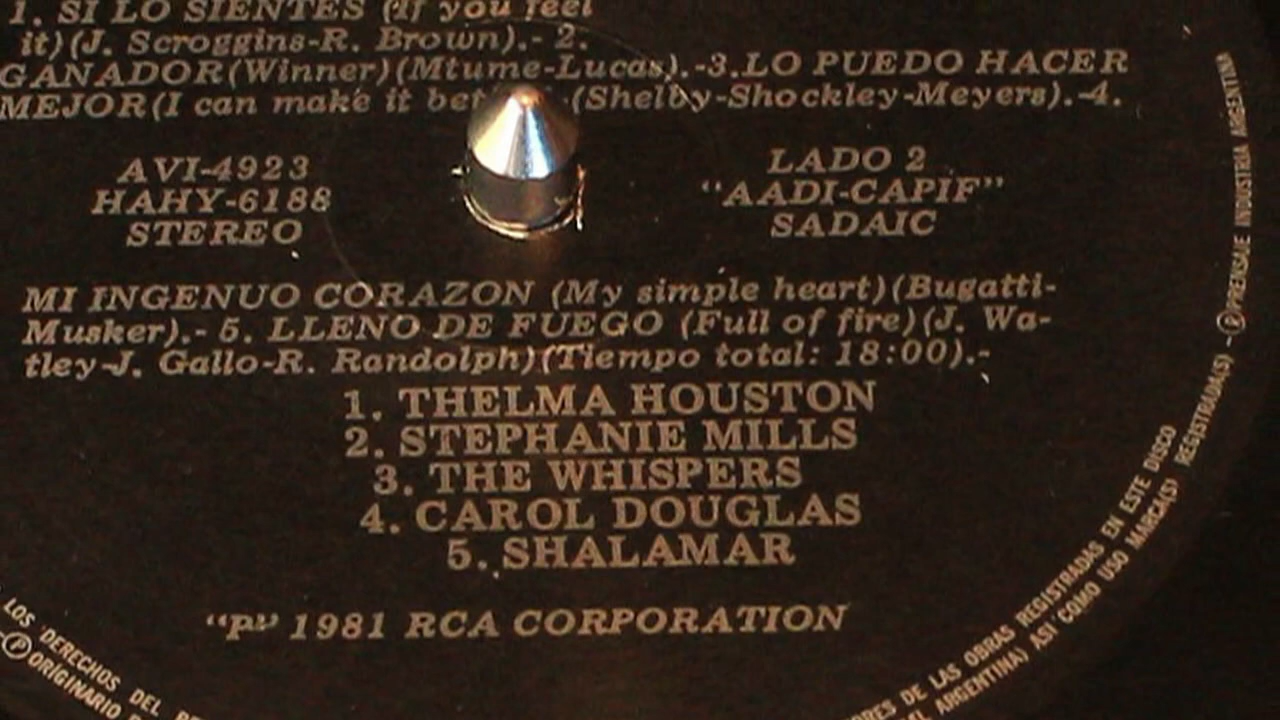 1. SI LO SIENTES (If you feel
it)(J. Scroggins-R. Brown).- 2.
GANADOR(Winner)(Mtume-Lucas).-3.LO PUEDO HACER
MEJOR(I can make it bet (Shelby-Shockley-Meyers).-4.
AVI-4923
HAHY-6188
STEREO
LADO 2
"AADI-CAPIF"
SADAIC
MI INGENUO CORAZON (My simple heart)(Bugatti-
Musker).- 5. LLENO DE FUEGO (Full of fire)(J. Wa-
tley-J. Gallo-R. Randolph)(Tiempo total: 18:00).-
1. THELMA HOUSTON
2. STEPHANIE MILLS
3. THE WHISPERS
4. CAROL DOUGLAS
5. SHALAMAR
"P" 1981 RCA CORPORATION
LOS DERECHOS DEL
Ⓟ ORIGINARIO
DE LAS OBRAS REGISTRADAS EN ESTE DISCO
ARGENTINA) ASI COMO USO MARCA(S) REGISTRADA(S) - Ⓟ PRENSAJE INDUSTRIA ARGENTINA